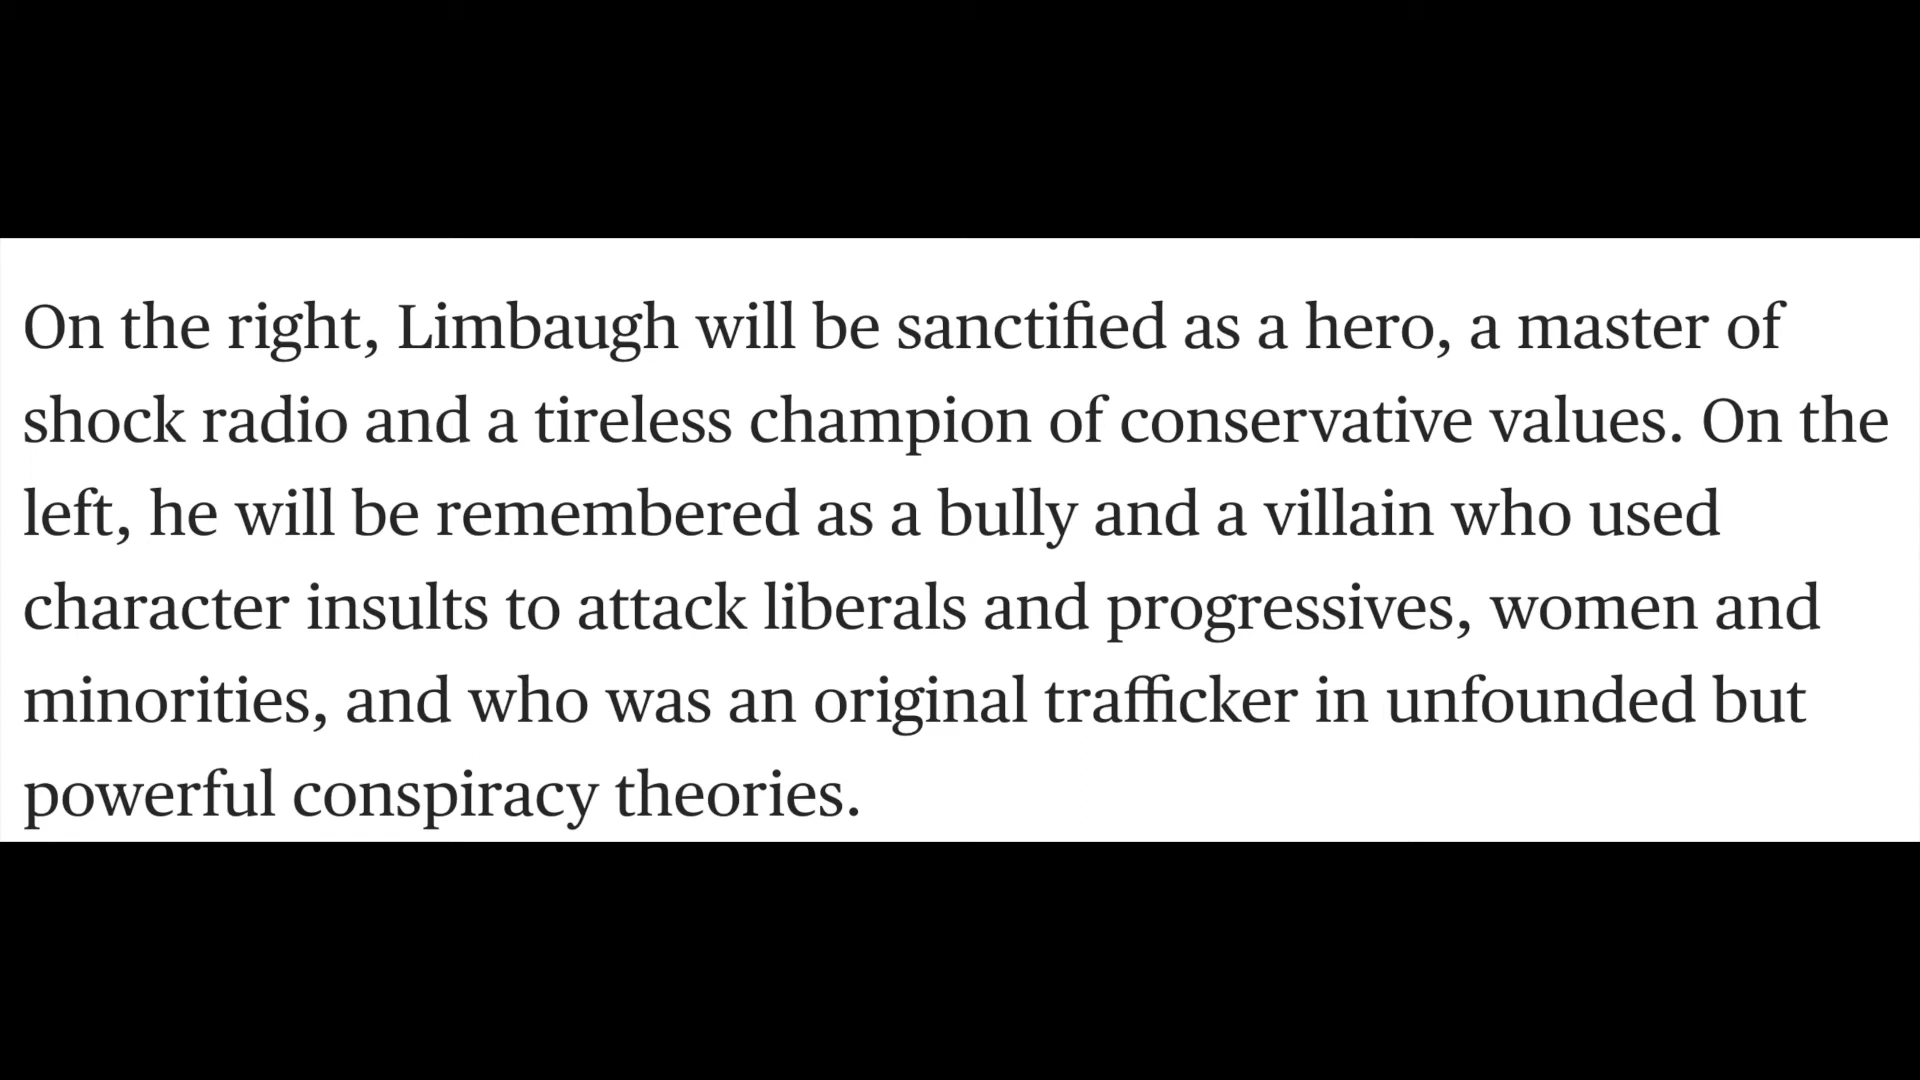 On the right, Limbaugh will be sanctified as a hero, a master of
shock radio and a tireless champion of conservative values. On the
left, he will be remembered as a bully and a villain who used
character insults to attack liberals and progressives, women and
minorities, and who was an original trafficker in unfounded but
powerful conspiracy theories.